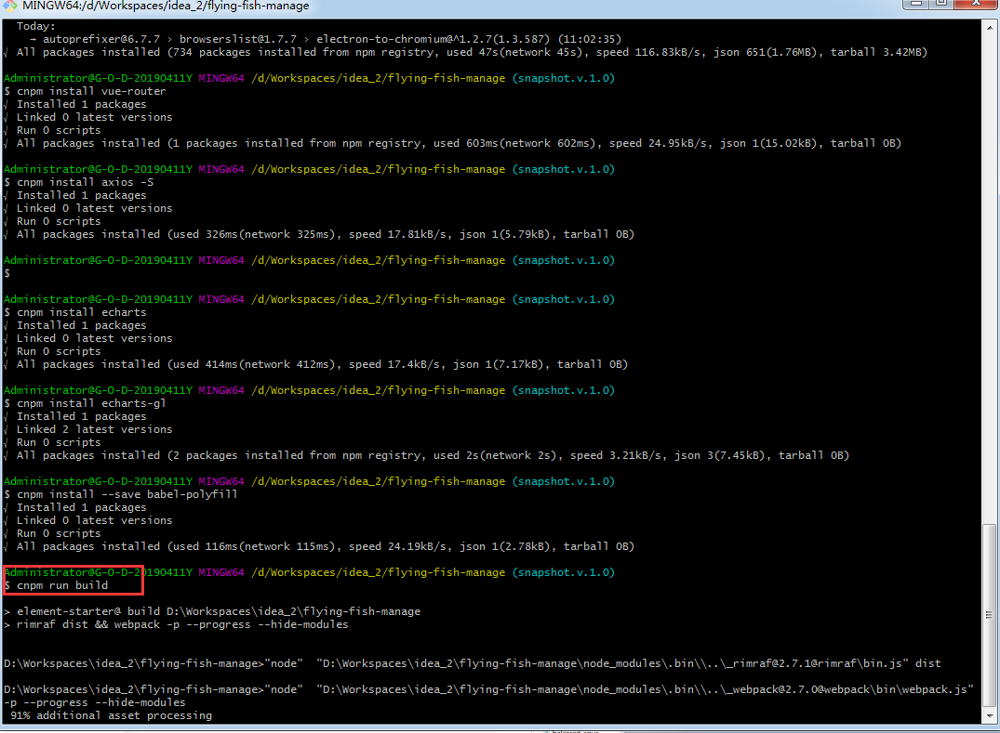 MINGW64:/d/Workspaces/idea_2/flying-fish-manage
Today:
→ autoprefixer@6.7.7 › browserslist@1.7.7 › electron-to-chromium@^1.2.7(1.3.587) (11:02:35)
√ All packages installed (734 packages installed from npm registry, used 47s(network 45s), speed 116.83kB/s, json 651(1.76MB), tarball 3.42MB)
Administrator@G-O-D-20190411Y MINGW64 /d/Workspaces/idea_2/flying-fish-manage (snapshot.v.1.0)
$ cnpm install vue-router
√ Installed 1 packages
√ Linked 0 latest versions
√ Run 0 scripts
√ All packages installed (1 packages installed from npm registry, used 603ms(network 602ms), speed 24.95kB/s, json 1(15.02kB), tarball 0B)
Administrator@G-O-D-20190411Y MINGW64 /d/Workspaces/idea_2/flying-fish-manage (snapshot.v.1.0)
$ cnpm install axios -S
√ Installed 1 packages
√ Linked 0 latest versions
√ Run 0 scripts
√ All packages installed (used 326ms(network 325ms), speed 17.81kB/s, json 1(5.79kB), tarball 0B)
Administrator@G-O-D-20190411Y MINGW64 /d/Workspaces/idea_2/flying-fish-manage (snapshot.v.1.0)
$
Administrator@G-O-D-20190411Y MINGW64 /d/Workspaces/idea_2/flying-fish-manage (snapshot.v.1.0)
$ cnpm install echarts
√ Installed 1 packages
√ Linked 0 latest versions
√ Run 0 scripts
√ All packages installed (used 414ms(network 412ms), speed 17.4kB/s, json 1(7.17kB), tarball 0B)
Administrator@G-O-D-20190411Y MINGW64 /d/Workspaces/idea_2/flying-fish-manage (snapshot.v.1.0)
$ cnpm install echarts-gl
√ Installed 1 packages
√ Linked 2 latest versions
√ Run 0 scripts
√ All packages installed (2 packages installed from npm registry, used 2s(network 2s), speed 3.21kB/s, json 3(7.45kB), tarball 0B)
Administrator@G-O-D-20190411Y MINGW64 /d/Workspaces/idea_2/flying-fish-manage (snapshot.v.1.0)
$ cnpm install --save babel-polyfill
√ Installed 1 packages
√ Linked 0 latest versions
√ Run 0 scripts
√ All packages installed (used 116ms(network 115ms), speed 24.19kB/s, json 1(2.78kB), tarball 0B)
Administrator@G-O-D-20190411Y MINGW64 /d/Workspaces/idea_2/flying-fish-manage (snapshot.v.1.0)
$ cnpm run build
> element-starter@ build D:\Workspaces\idea_2\flying-fish-manage
> rimraf dist && webpack -p --progress --hide-modules
D:\Workspaces\idea_2\flying-fish-manage>"node"  "D:\Workspaces\idea_2\flying-fish-manage\node_modules\.bin\\..\_rimraf@2.7.1@rimraf\bin.js" dist
D:\Workspaces\idea_2\flying-fish-manage>"node"  "D:\Workspaces\idea_2\flying-fish-manage\node_modules\.bin\\..\_webpack@2.7.0@webpack\bin\webpack.js"
-p --progress --hide-modules
91% additional asset processing